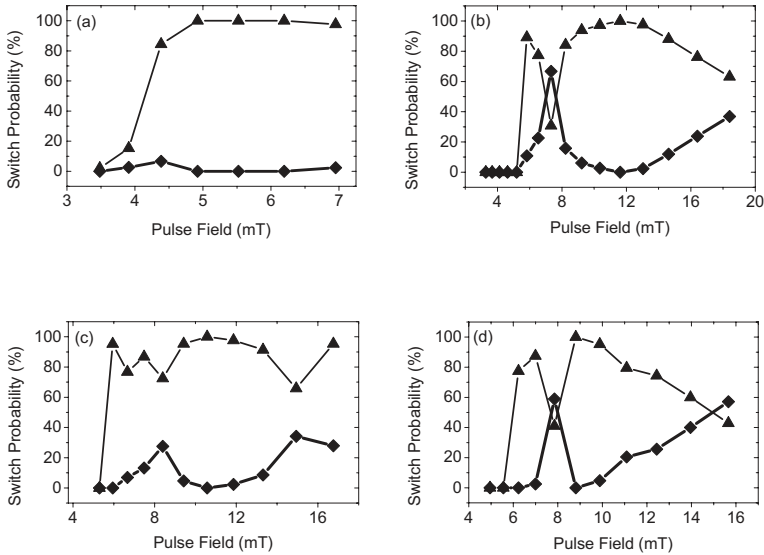 (a)
Switch Probability (%)
100
80
60
40
20
0
3 4 5 6 7
Pulse Field (mT)
(b)
Switch Probability (%)
100
80
60
40
20
0
4 8 12 16 20
Pulse Field (mT)
(c)
Switch Probability (%)
100
80
60
40
20
0
4 8 12 16
Pulse Field (mT)
(d)
Switch Probability (%)
100
80
60
40
20
0
4 6 8 10 12 14 16
Pulse Field (mT)